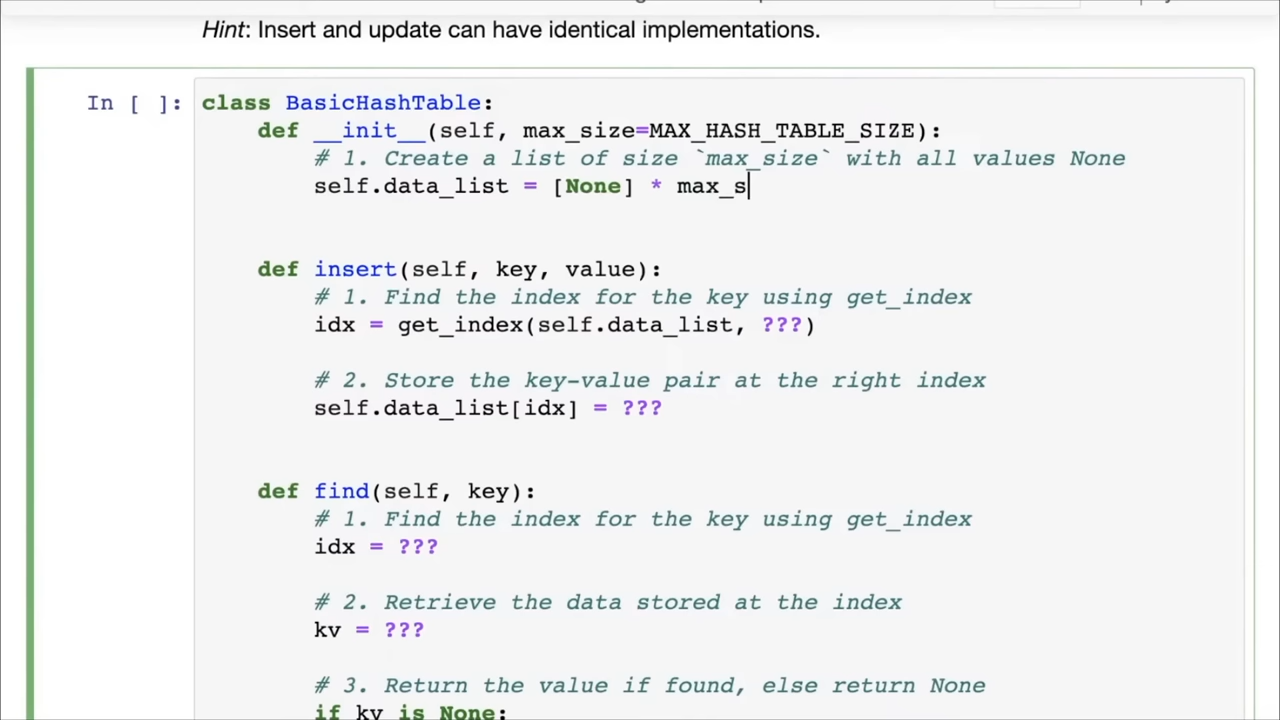 Hint: Insert and update can have identical implementations.
In [ ]:
class BasicHashTable:
    def __init__(self, max_size=MAX_HASH_TABLE_SIZE):
        # 1. Create a list of size `max_size` with all values None
        self.data_list = [None] * max_s
    def insert(self, key, value):
        # 1. Find the index for the key using get_index
        idx = get_index(self.data_list, ???)
        # 2. Store the key-value pair at the right index
        self.data_list[idx] = ???
    def find(self, key):
        # 1. Find the index for the key using get_index
        idx = ???
        # 2. Retrieve the data stored at the index
        kv = ???
        # 3. Return the value if found, else return None
        if kv is None: